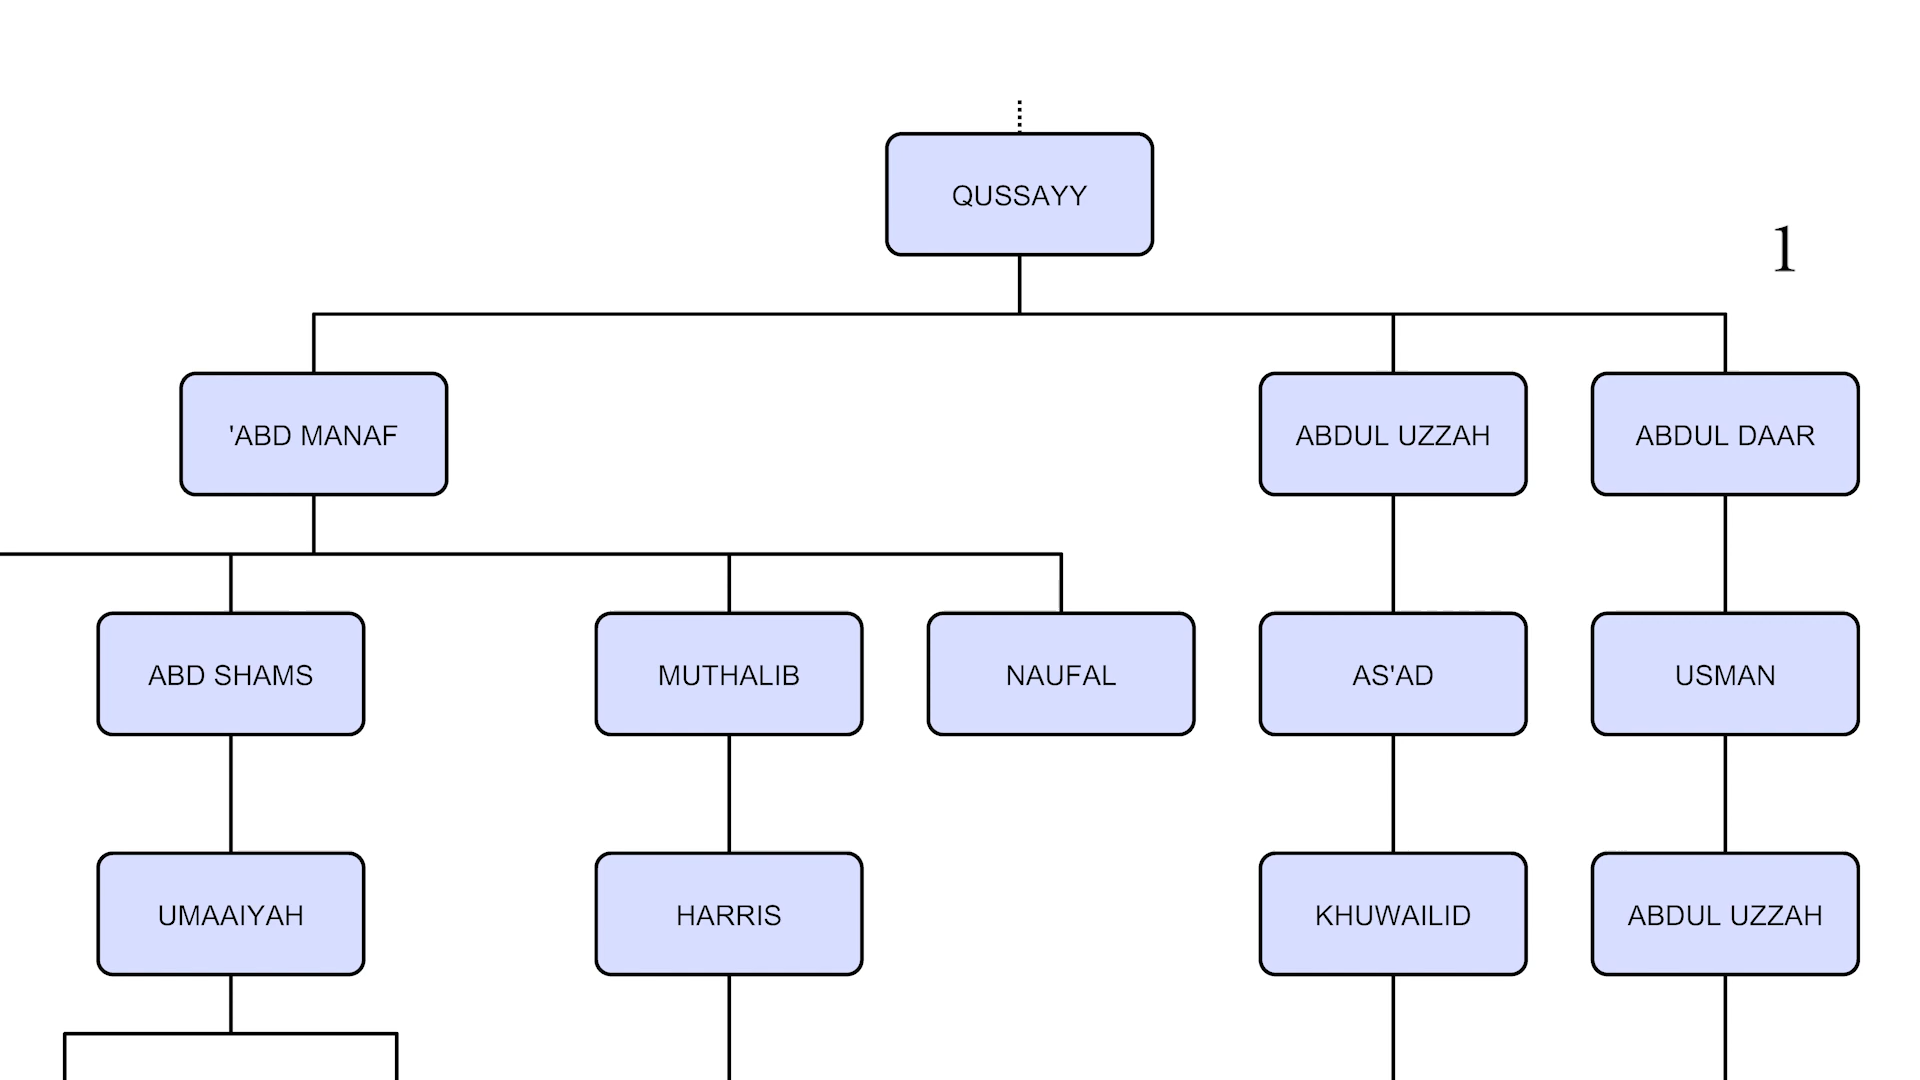 QUSSAYY
1
'ABD MANAF
ABDUL UZZAH
ABDUL DAAR
ABD SHAMS
MUTHALIB
NAUFAL
AS'AD
USMAN
UMAAIYAH
HARRIS
KHUWAILID
ABDUL UZZAH